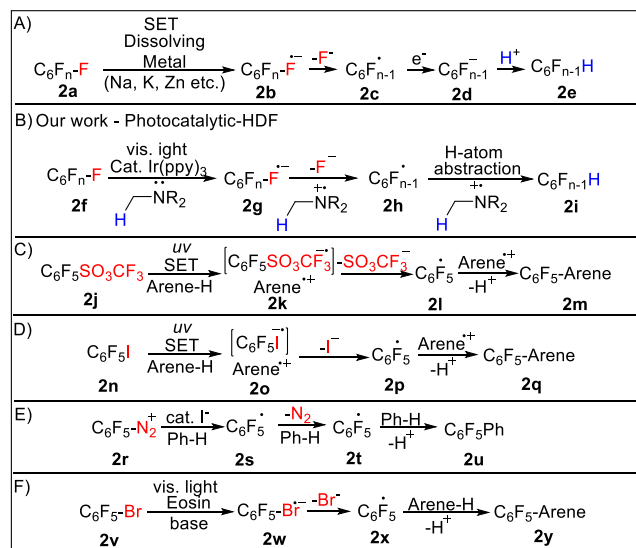 A)
SET
Dissolving
Metal
(Na, K, Zn etc.)
C6Fn-F
-F-
C6Fn-F•−
C6F•n-1
e-
C6F−n-1
H+
C6Fn-1H
2a 2b 2c 2d 2e
B) Our work - Photocatalytic-HDF
vis. ight
Cat. Ir(ppy)3
C6Fn-F
H NR2
C6Fn-F•−
-F−
H NR2 +•
C6Fn-1•
H-atom
abstraction
H NR2 +•
C6Fn-1H
2f 2g 2h 2i
C)
C6F5SO3CF3
uv
SET
Arene-H
[C6F5SO3CF3]−•
Arene•+
-SO3CF3−
C6F5•
Arene•+
-H+
C6F5-Arene
2j 2k 2l 2m
D)
C6F5I
uv
SET
Arene-H
[C6F5I]−•
Arene•+
-I−
C6F5•
Arene•+
-H+
C6F5-Arene
2n 2o 2p 2q
E)
C6F5-N2+
cat. I-
Ph-H
C6F5•
-N2
Ph-H
C6F5•
Ph-H
-H+
C6F5Ph
2r 2s 2t 2u
F)
vis. light
Eosin
base
C6F5-Br
C6F5-Br•−
-Br-
C6F5•
Arene-H
-H+
C6F5-Arene
2v 2w 2x 2y